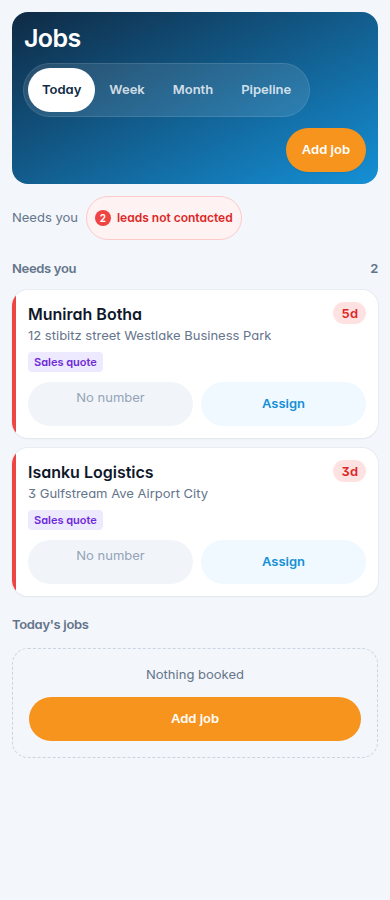 Jobs
Today Week Month Pipeline
Add job
Needs you 2 leads not contacted
Needs you 2
Munirah Botha 5d
12 stibitz street Westlake Business Park
Sales quote
No number Assign
Isanku Logistics 3d
3 Gulfstream Ave Airport City
Sales quote
No number Assign
Today's jobs
Nothing booked
Add job